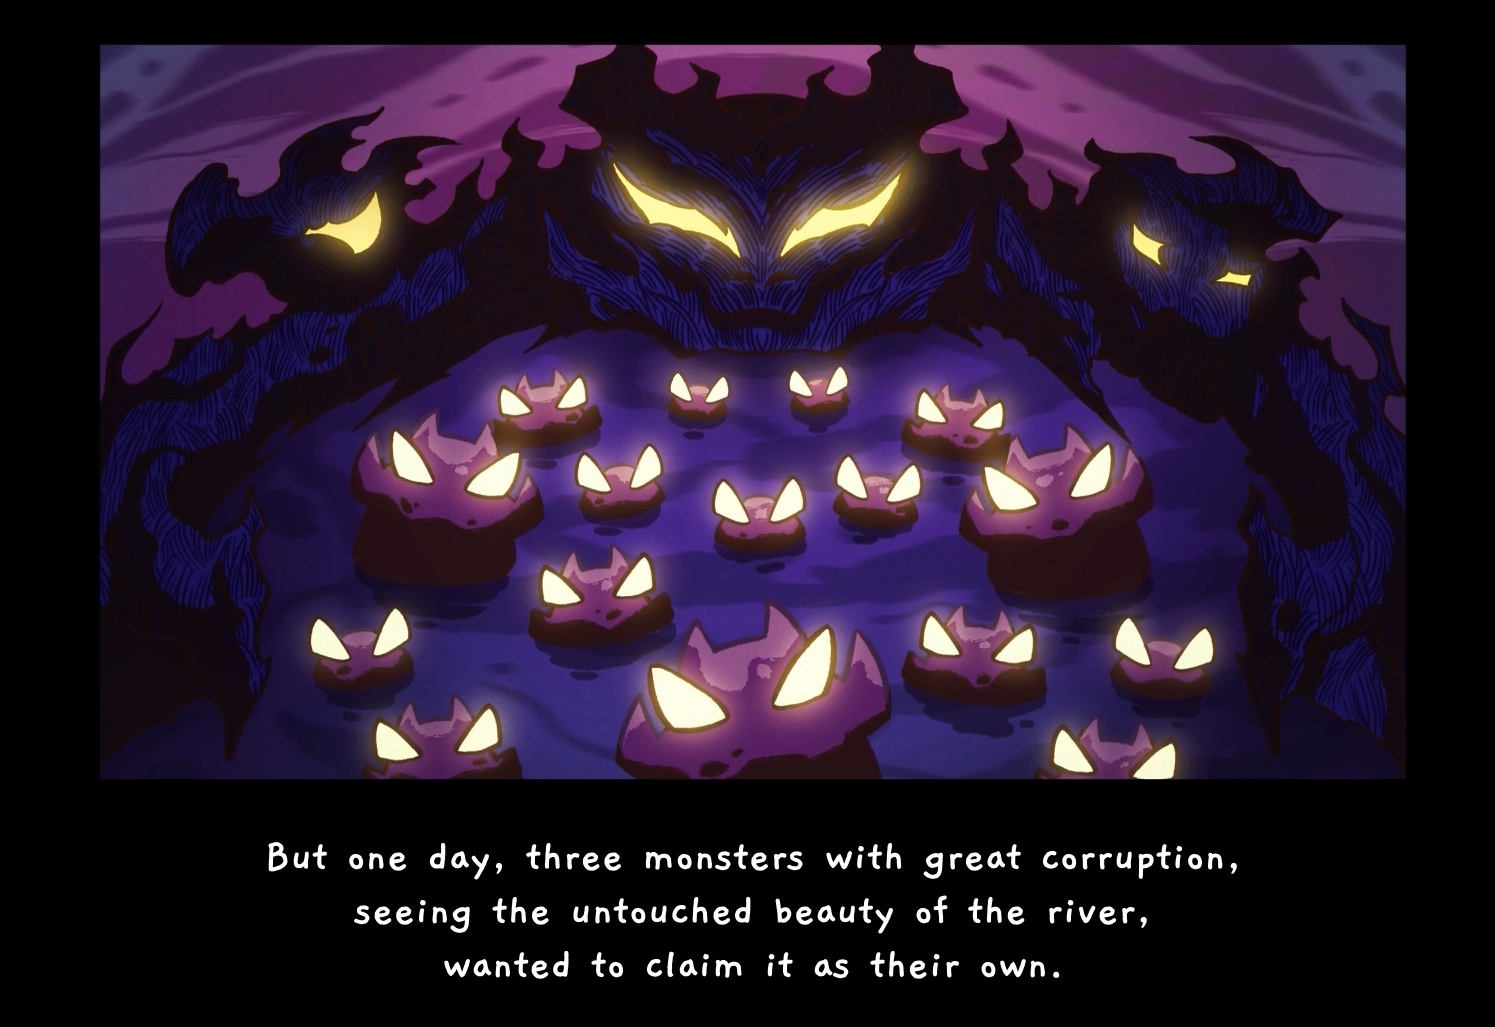 But one day, three monsters with great corruption,
seeing the untouched beauty of the river,
wanted to claim it as their own.